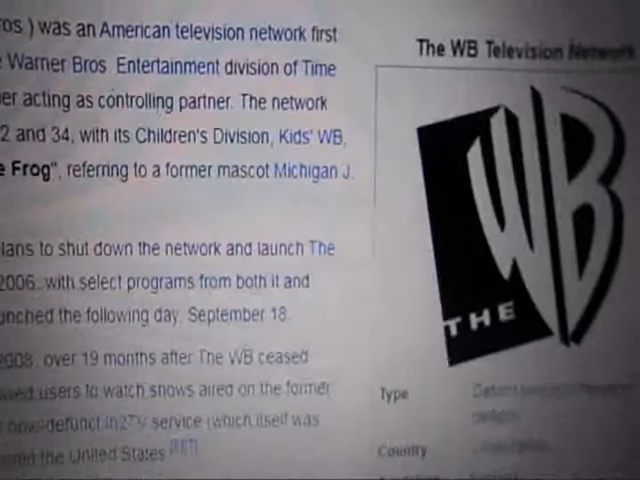 ros ) was an American television network first
Warner Bros. Entertainment division of Time
er acting as controlling partner. The network
2 and 34, with its Children's Division, Kids' WB,
e Frog", referring to a former mascot Michigan J.
lans to shut down the network and launch The
2006, with select programs from both it and
unched the following day, September 18.
2008, over 19 months after The WB ceased
owed users to watch shows aired on the former
now-defunct In2TV service (which itself was
the United States
The WB Television Network
WB
THE
Type
Country